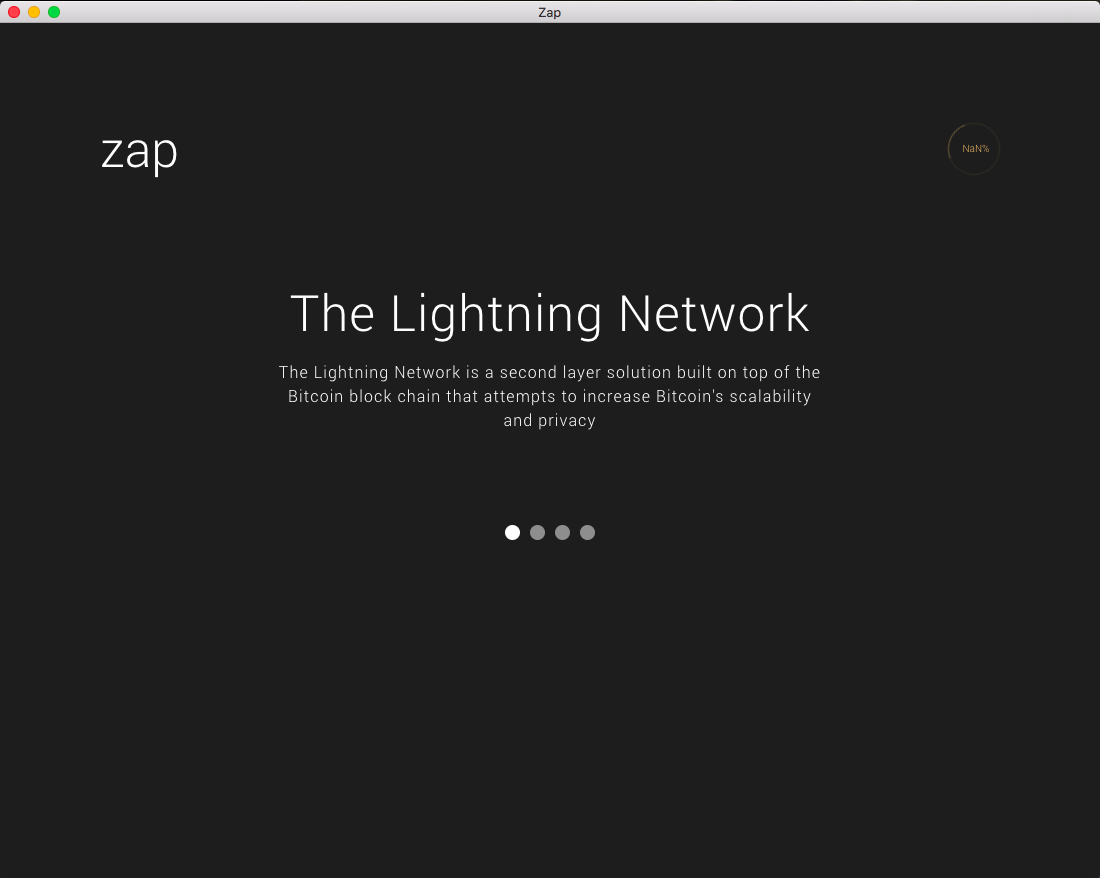 Zap
zap
NaN%
The Lightning Network
The Lightning Network is a second layer solution built on top of the
Bitcoin block chain that attempts to increase Bitcoin's scalability
and privacy